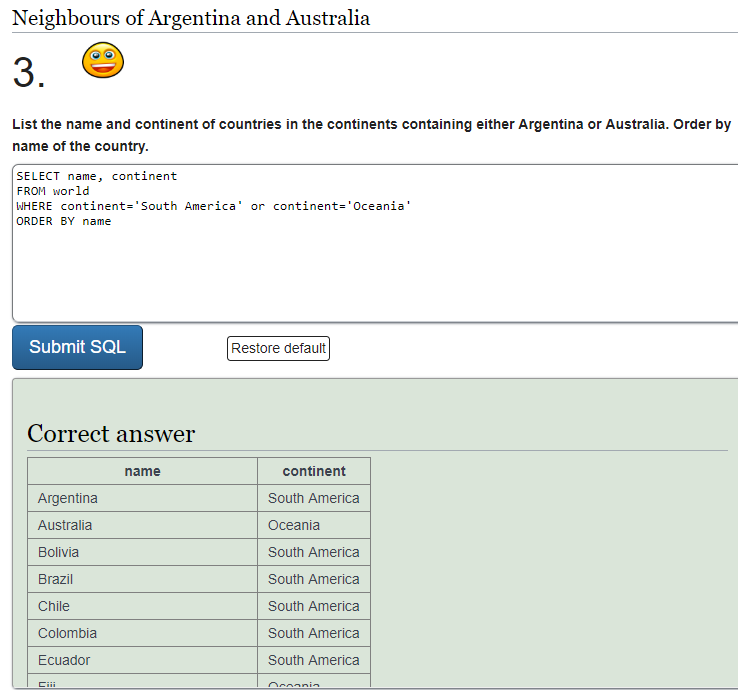 Neighbours of Argentina and Australia
3.
List the name and continent of countries in the continents containing either Argentina or Australia. Order by
name of the country.
SELECT name, continent
FROM world
WHERE continent='South America' or continent='Oceania'
ORDER BY name
Submit SQL Restore default
Correct answer
name continent
Argentina South America
Australia Oceania
Bolivia South America
Brazil South America
Chile South America
Colombia South America
Ecuador South America
Fiji Oceania